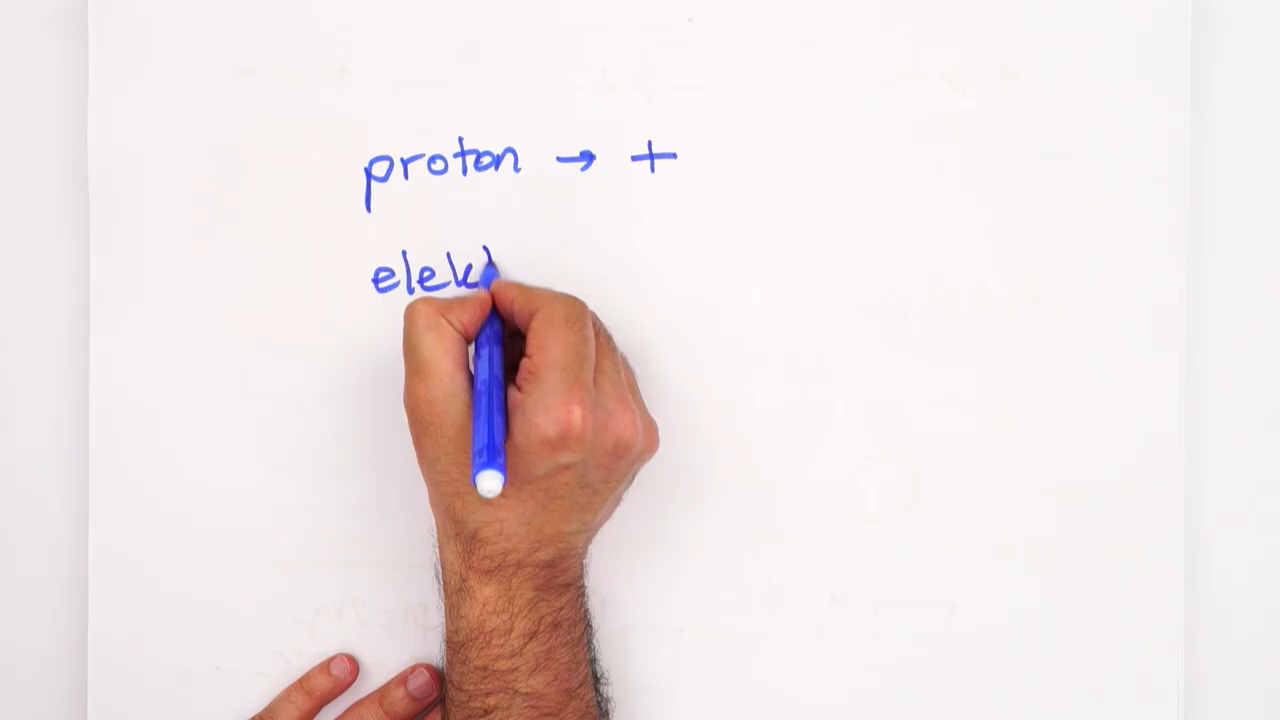 proton → +
elek